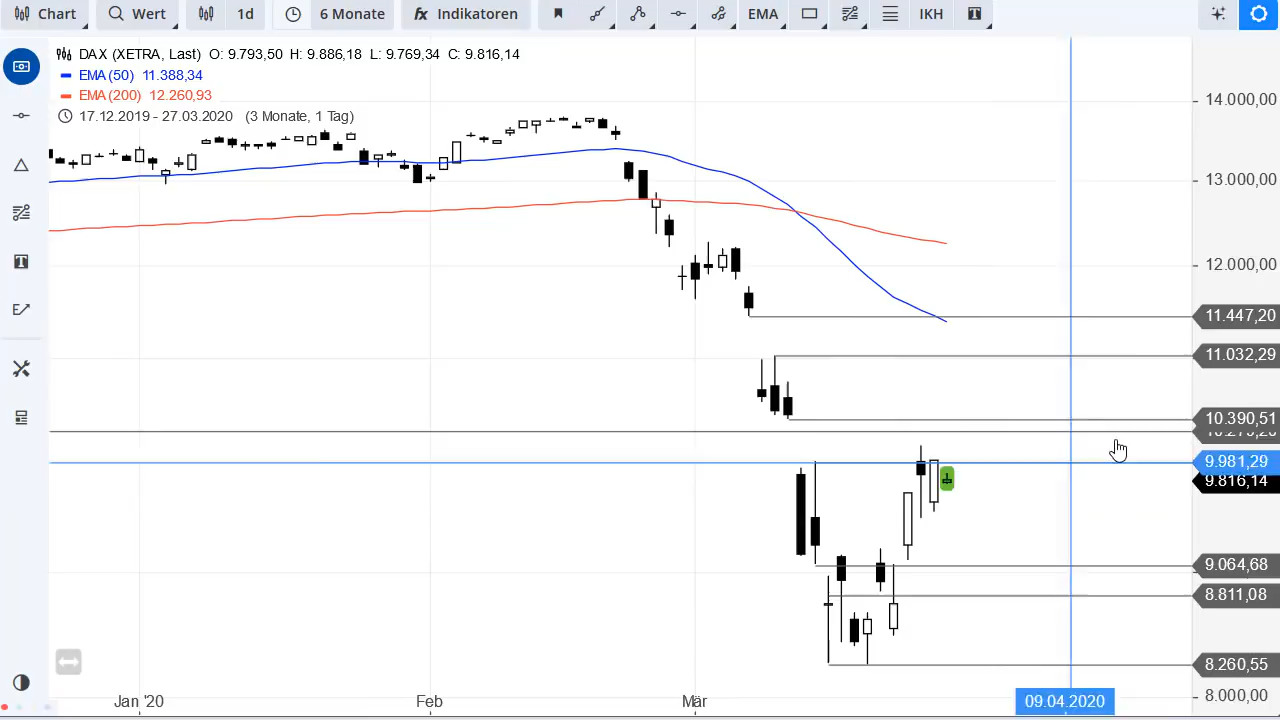 Chart Wert 1d 6 Monate fx Indikatoren EMA IKH T
DAX (XETRA, Last) O: 9.793,50 H: 9.886,18 L: 9.769,34 C: 9.816,14
EMA (50) 11.388,34
EMA (200) 12.260,93
17.12.2019 - 27.03.2020 (3 Monate, 1 Tag)
14.000,00
13.000,00
12.000,00
11.447,20
11.032,29
10.390,51
9.981,29
9.816,14
9.064,68
8.811,08
8.260,55
8.000,00
Jan '20 Feb Mär 09.04.2020